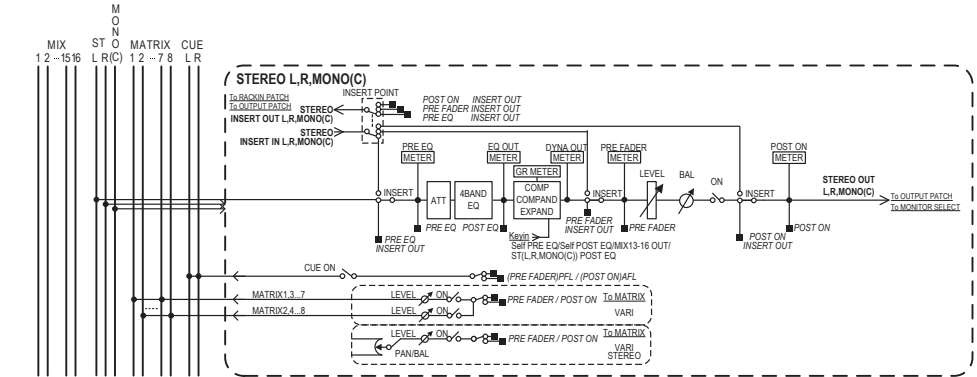 MONO(C)
MIX
ST
MATRIX
CUE
1 2 ··· 15 16
L R
1 2 ··· 7 8
L R
STEREO L,R,MONO(C)
INSERT POINT
To RACKIN PATCH
To OUTPUT PATCH
STEREO
INSERT OUT L,R,MONO(C)
STEREO
INSERT IN L,R,MONO(C)
POST ON INSERT OUT
PRE FADER INSERT OUT
PRE EQ INSERT OUT
PRE EQ
METER
EQ OUT
METER
DYNA OUT
METER
PRE FADER
METER
POST ON
METER
GR METER
LEVEL
BAL
ON
STEREO OUT
L,R,MONO(C)
To OUTPUT PATCH
To MONITOR SELECT
INSERT
ATT
4BAND
EQ
COMP
COMPAND
EXPAND
INSERT
INSERT
PRE EQ
POST EQ
PRE FADER
INSERT OUT
PRE FADER
POST ON
PRE EQ
INSERT OUT
POST ON
INSERT OUT
Keyin
Self PRE EQ/Self POST EQ/MIX13-16 OUT/
ST(L,R,MONO(C)) POST EQ
CUE ON
(PRE FADER)PFL / (POST ON)AFL
MATRIX1,3...7
LEVEL
ON
PRE FADER / POST ON
To MATRIX
MATRIX2,4...8
LEVEL
ON
VARI
LEVEL
ON
PRE FADER / POST ON
To MATRIX
PAN/BAL
VARI
STEREO